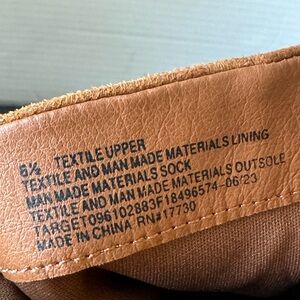 6½ TEXTILE UPPER
TEXTILE AND MAN MADE MATERIALS LINING
MAN MADE MATERIALS SOCK
TEXTILE AND MAN MADE MATERIALS OUTSOLE
TARGET096102883F18496574-06/23
MADE IN CHINA RN#17730